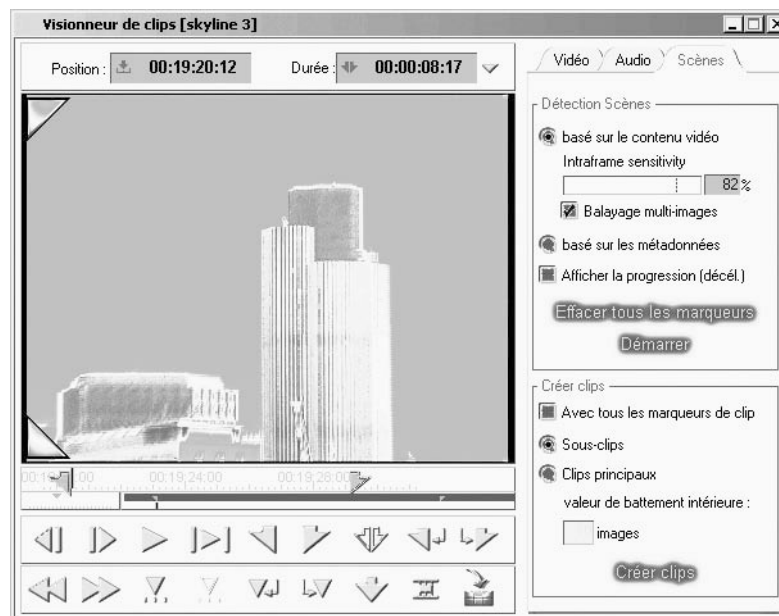 Visionneur de clips [skyline 3]
Position : 00:19:20:12 Durée : 00:00:08:17
Vidéo Audio Scènes
Détection Scènes
basé sur le contenu vidéo
Intraframe sensitivity
82 %
Balayage multi-images
basé sur les métadonnées
Afficher la progression (décél.)
Effacer tous les marqueurs
Démarrer
00:19:24:00 00:19:26:00
Créer clips
Avec tous les marqueurs de clip
Sous-clips
Clips principaux
valeur de battement intérieure :
images
Créer clips